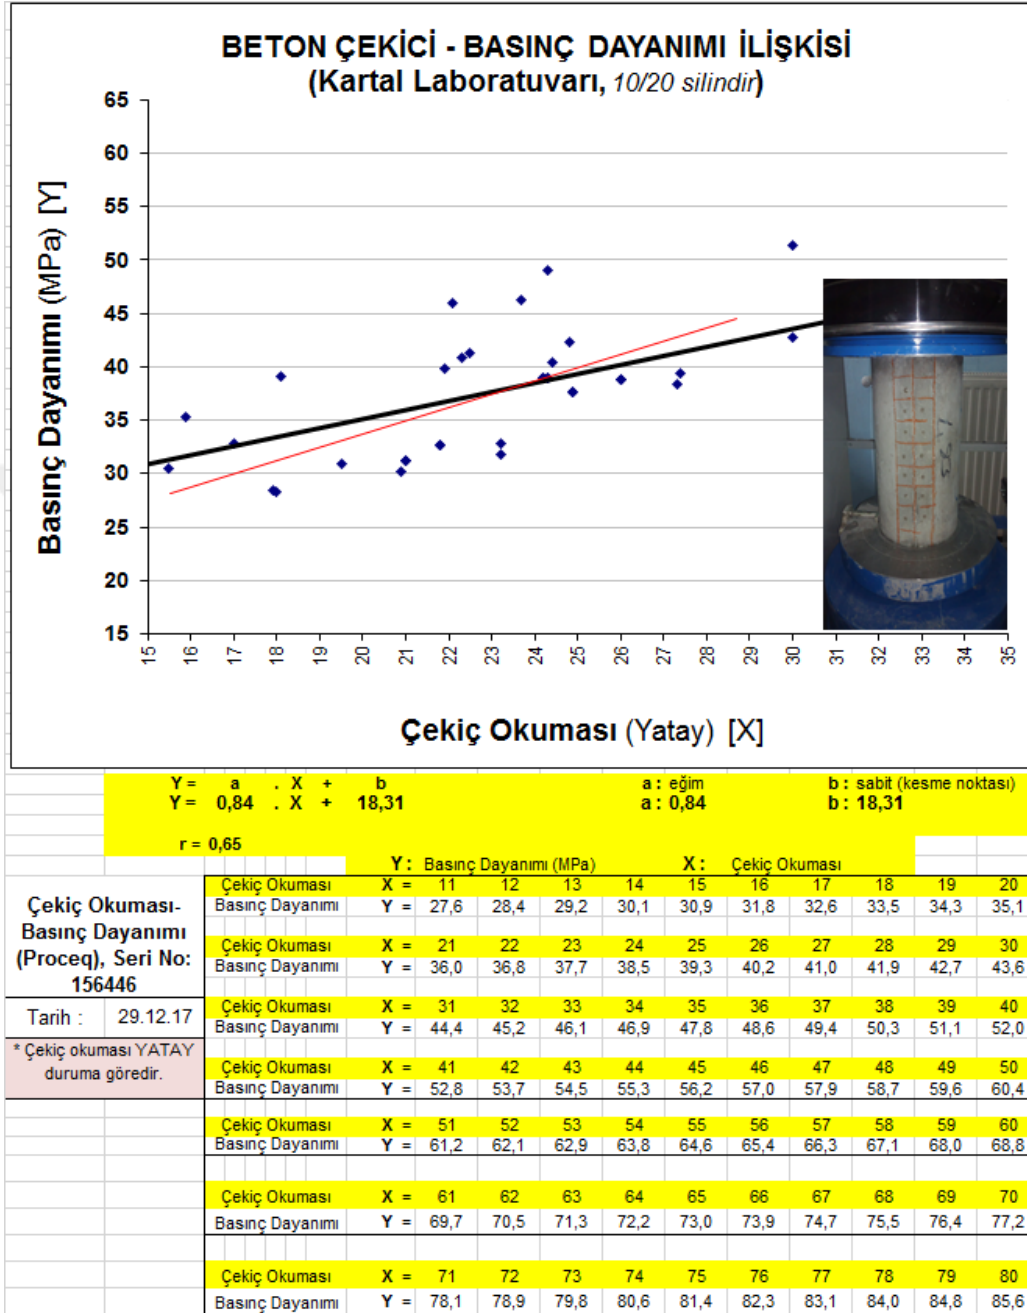 BETON ÇEKİCİ - BASINÇ DAYANIMI İLİŞKİSİ
(Kartal Laboratuvarı, 10/20 silindir)
Basınç Dayanımı (MPa) [Y]
65
60
55
50
45
40
35
30
25
20
15
15 16 17 18 19 20 21 22 23 24 25 26 27 28 29 30 31 32 33 34 35
Çekiç Okuması (Yatay) [X]
Y = a . X + b a : eğim b : sabit (kesme noktası)
Y = 0,84 . X + 18,31 a : 0,84 b : 18,31
r = 0,65
Y : Basınç Dayanımı (MPa) X : Çekiç Okuması
Çekiç Okuması-
Basınç Dayanımı
(Proceq), Seri No:
156446
Tarih : 29.12.17
* Çekiç okuması YATAY
duruma göredir.
Çekiç Okuması X = 11 12 13 14 15 16 17 18 19 20
Basınç Dayanımı Y = 27,6 28,4 29,2 30,1 30,9 31,8 32,6 33,5 34,3 35,1
Çekiç Okuması X = 21 22 23 24 25 26 27 28 29 30
Basınç Dayanımı Y = 36,0 36,8 37,7 38,5 39,3 40,2 41,0 41,9 42,7 43,6
Çekiç Okuması X = 31 32 33 34 35 36 37 38 39 40
Basınç Dayanımı Y = 44,4 45,2 46,1 46,9 47,8 48,6 49,4 50,3 51,1 52,0
Çekiç Okuması X = 41 42 43 44 45 46 47 48 49 50
Basınç Dayanımı Y = 52,8 53,7 54,5 55,3 56,2 57,0 57,9 58,7 59,6 60,4
Çekiç Okuması X = 51 52 53 54 55 56 57 58 59 60
Basınç Dayanımı Y = 61,2 62,1 62,9 63,8 64,6 65,4 66,3 67,1 68,0 68,8
Çekiç Okuması X = 61 62 63 64 65 66 67 68 69 70
Basınç Dayanımı Y = 69,7 70,5 71,3 72,2 73,0 73,9 74,7 75,5 76,4 77,2
Çekiç Okuması X = 71 72 73 74 75 76 77 78 79 80
Basınç Dayanımı Y = 78,1 78,9 79,8 80,6 81,4 82,3 83,1 84,0 84,8 85,6